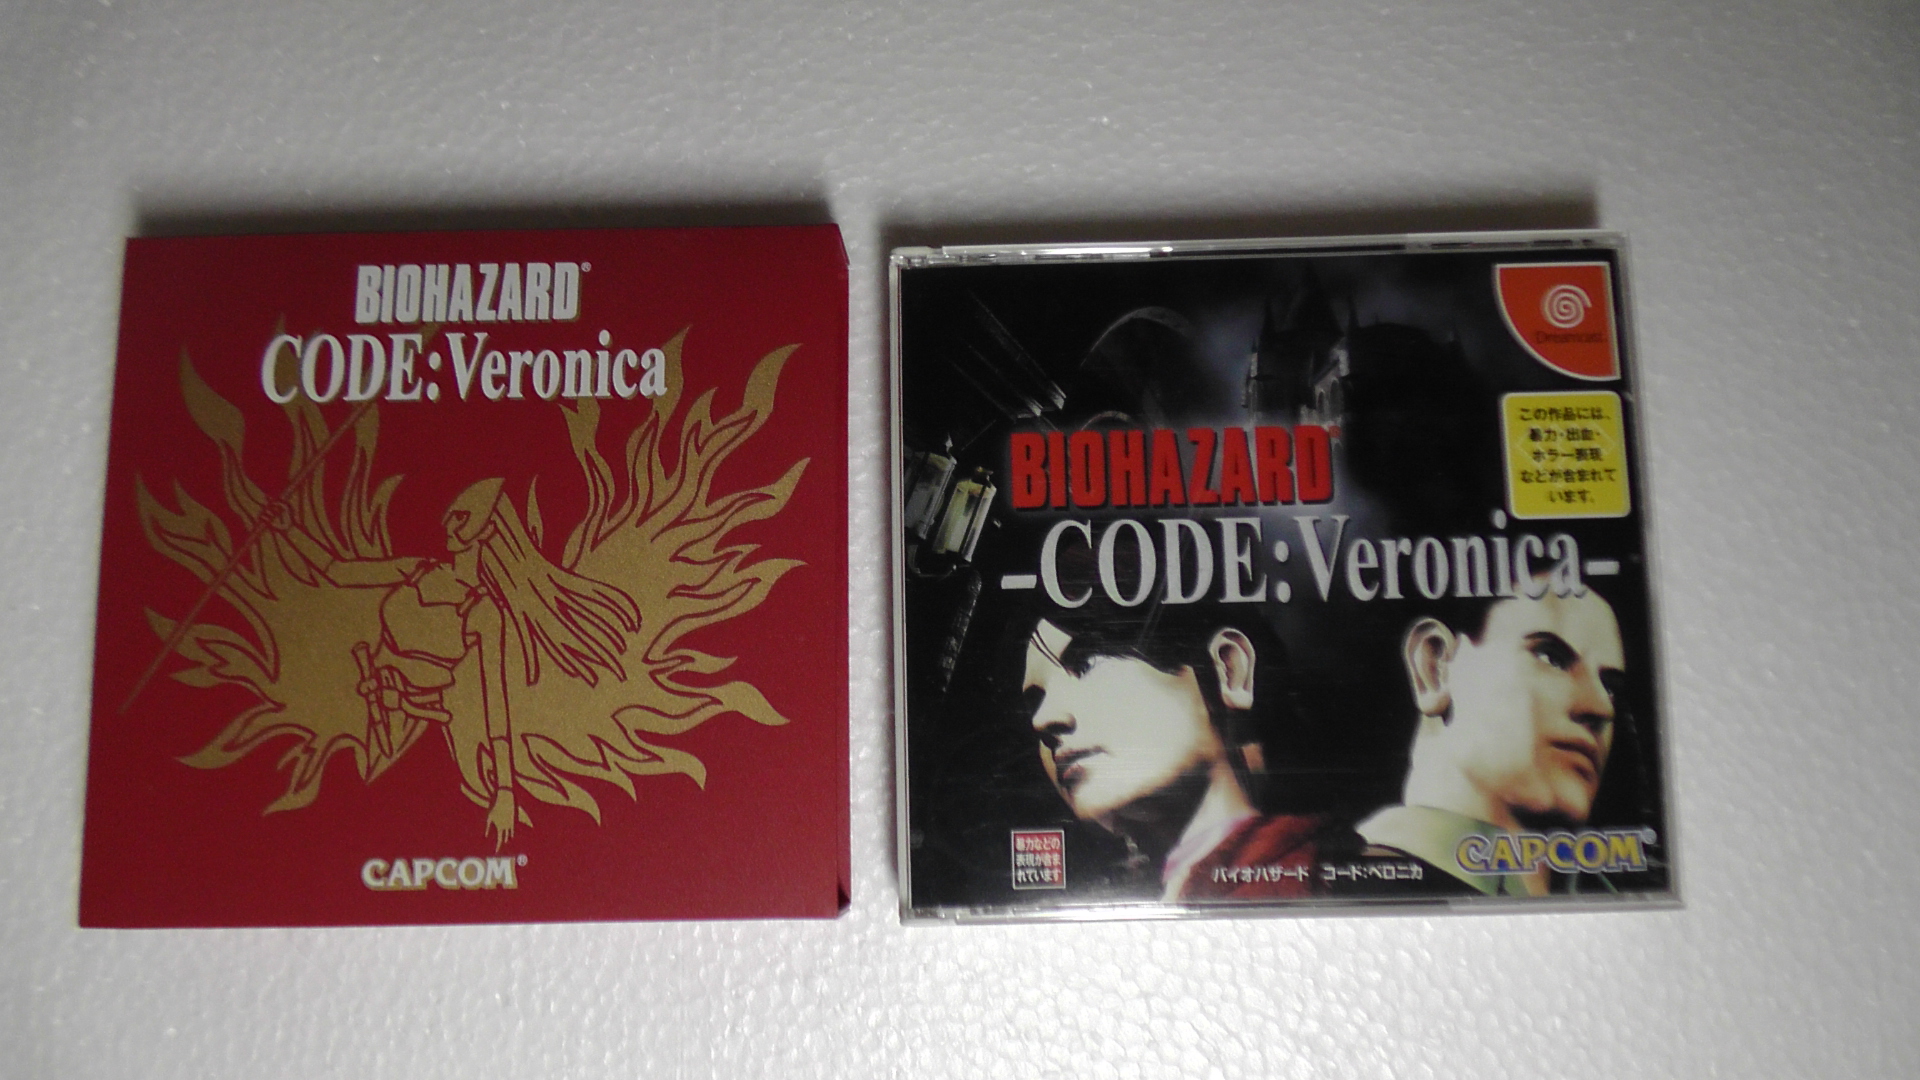 BIOHAZARD®
CODE:Veronica
CAPCOM®
Dreamcast
この作品には、
暴力・出血・
ホラー表現
などが含まれて
います。
BIOHAZARD
-CODE:Veronica-
暴力などの
表現が含ま
れています
バイオハザード コード:ベロニカ
CAPCOM®